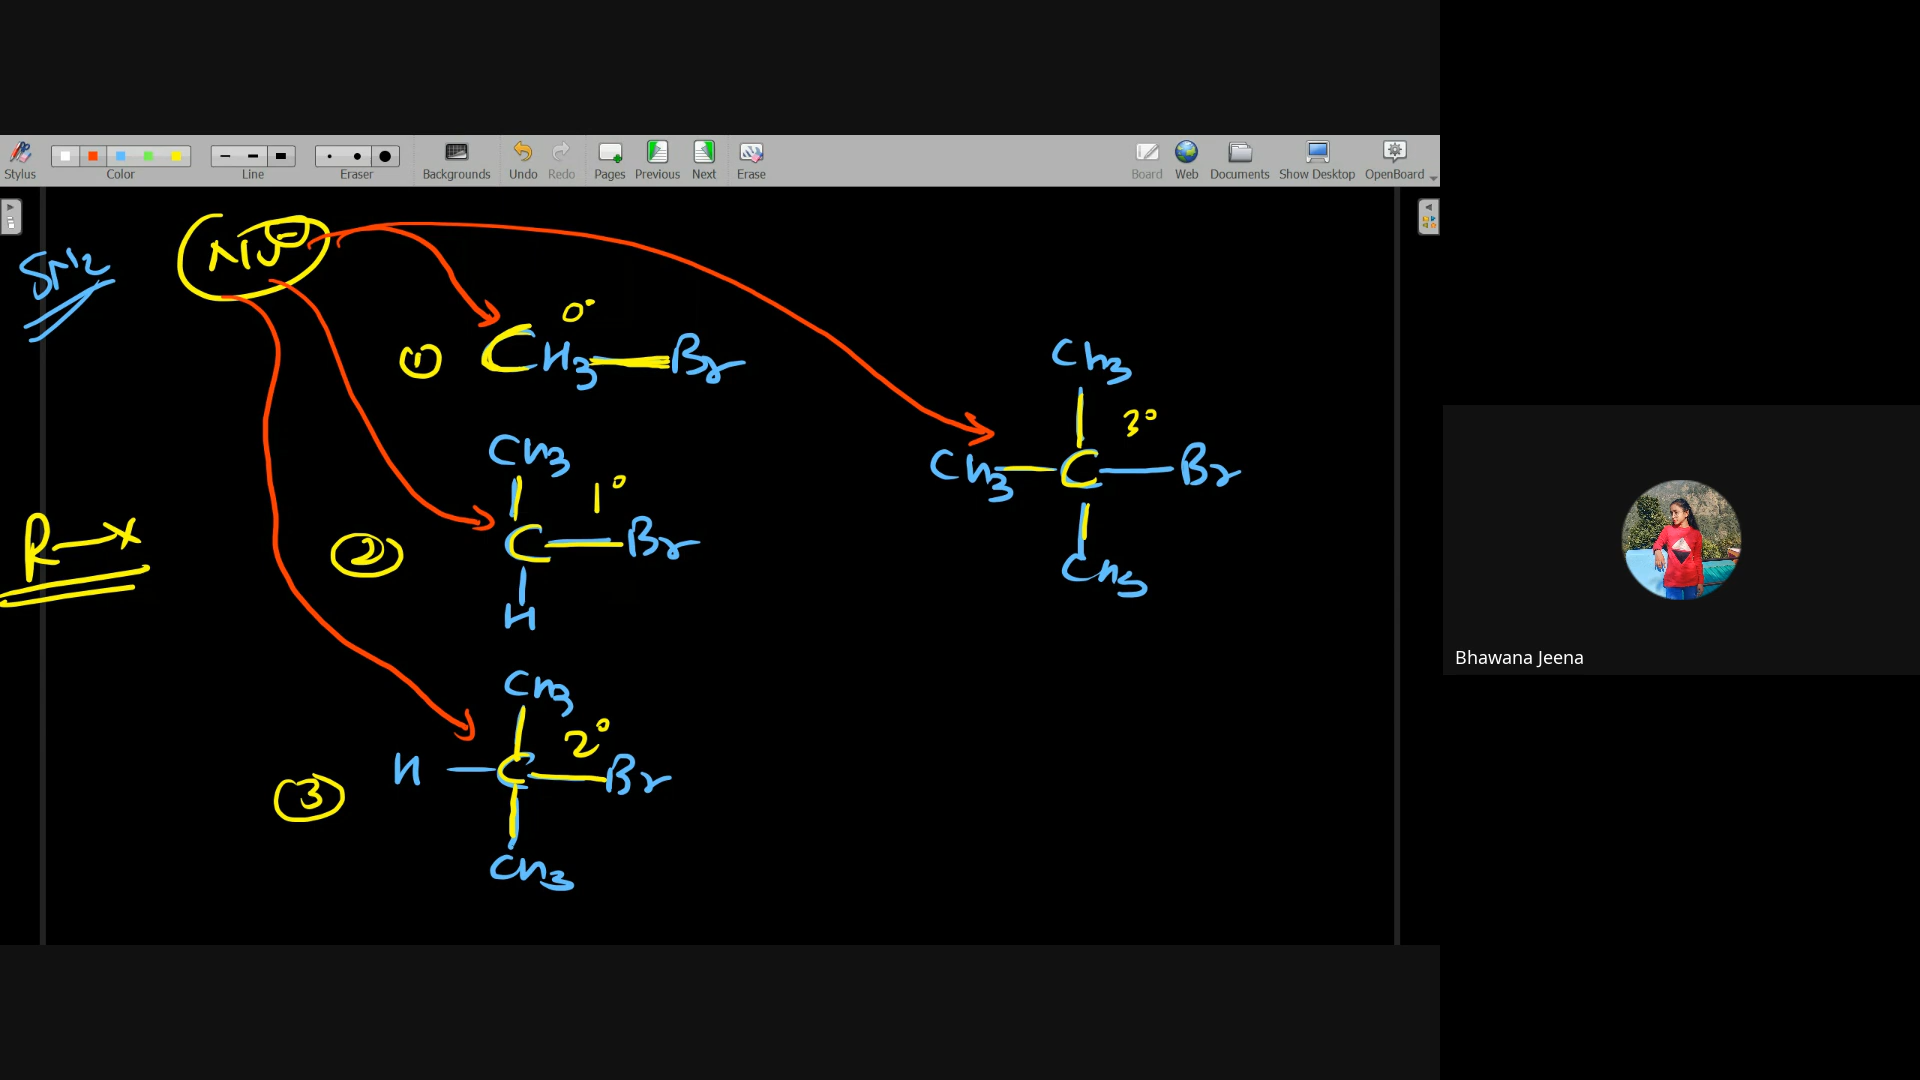 Stylus
Color
Line
Eraser
Backgrounds
Undo Redo
Pages Previous Next
Erase
Board Web Documents Show Desktop OpenBoard
SN2
Nu-
① CH3—Br 0°
CH3
② C—Br 1°
H
R—X
CH3
③ H—C—Br 2°
CH3
CH3
CH3—C—Br 3°
CH3
Bhawana Jeena